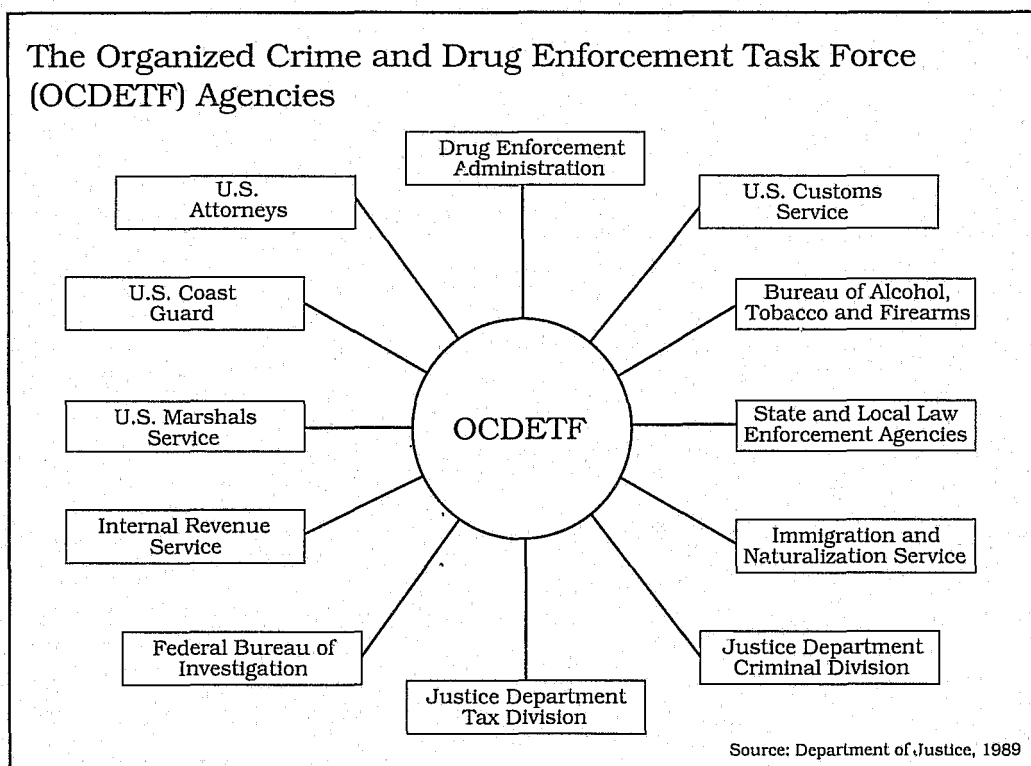 The Organized Crime and Drug Enforcement Task Force
(OCDETF) Agencies
Drug Enforcement
Administration
U.S.
Attorneys
U.S. Customs
Service
U.S. Coast
Guard
Bureau of Alcohol,
Tobacco and Firearms
U.S. Marshals
Service
OCDETF
State and Local Law
Enforcement Agencies
Internal Revenue
Service
Immigration and
Naturalization Service
Federal Bureau of
Investigation
Justice Department
Criminal Division
Justice Department
Tax Division
Source: Department of Justice, 1989